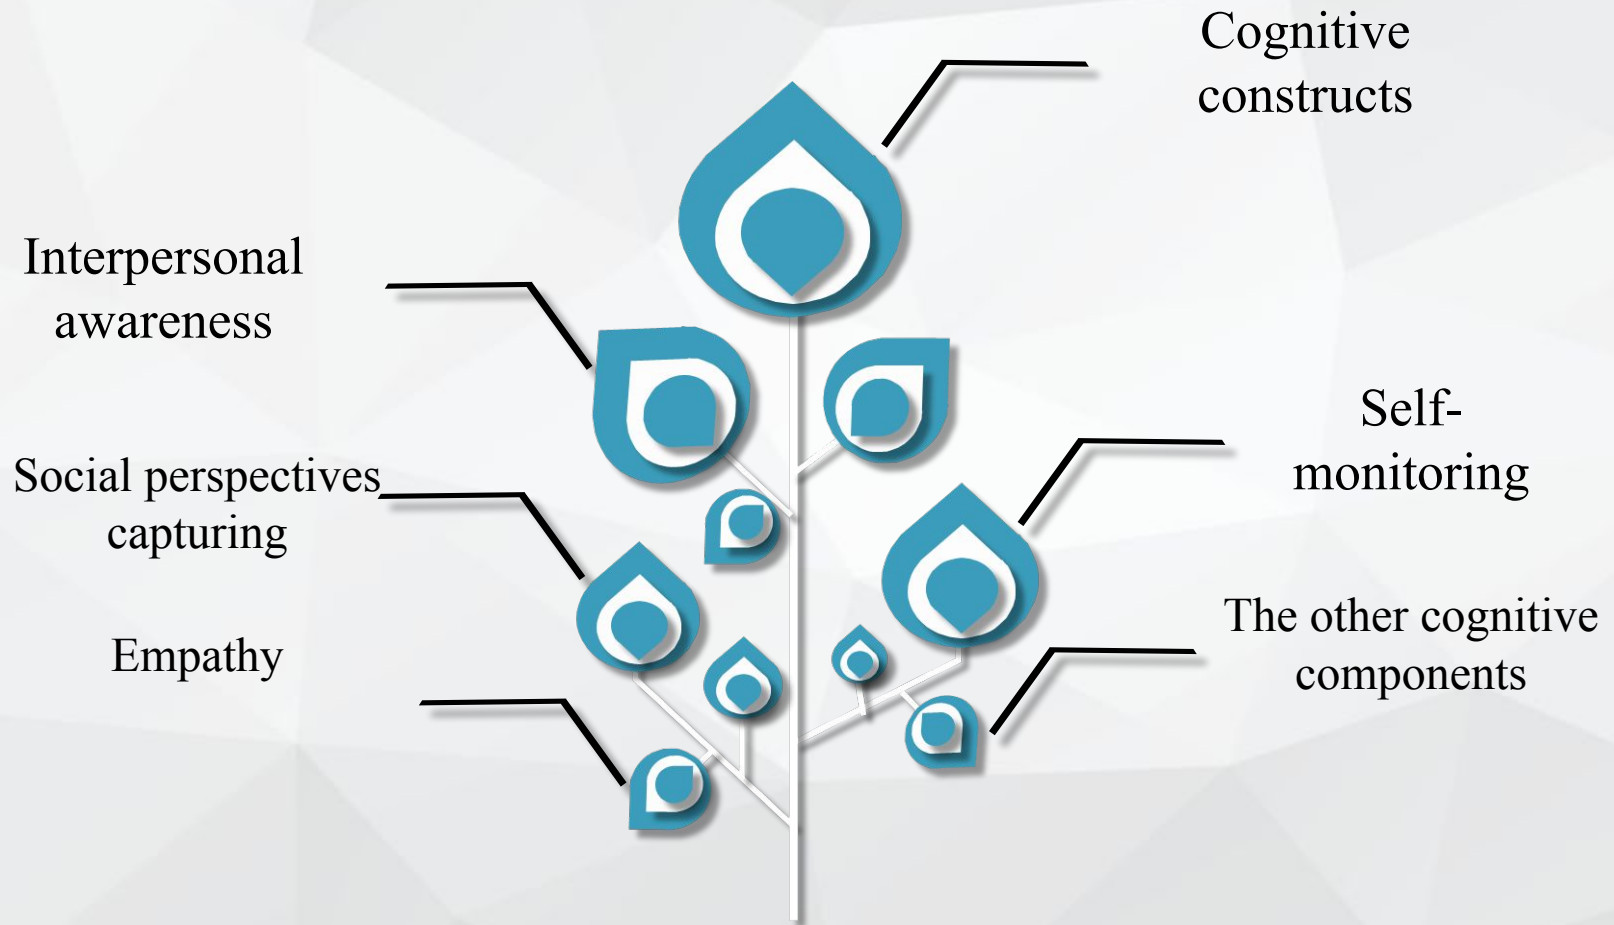 Cognitive
constructs
Interpersonal
awareness
Self-
monitoring
Social perspectives
capturing
The other cognitive
components
Empathy